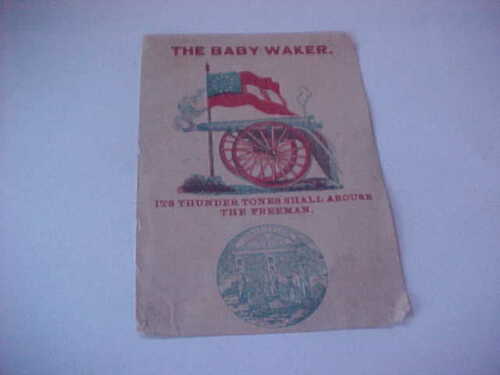 THE BABY WAKER.
ITS THUNDER TONES SHALL AROUSE
THE FREEMAN.